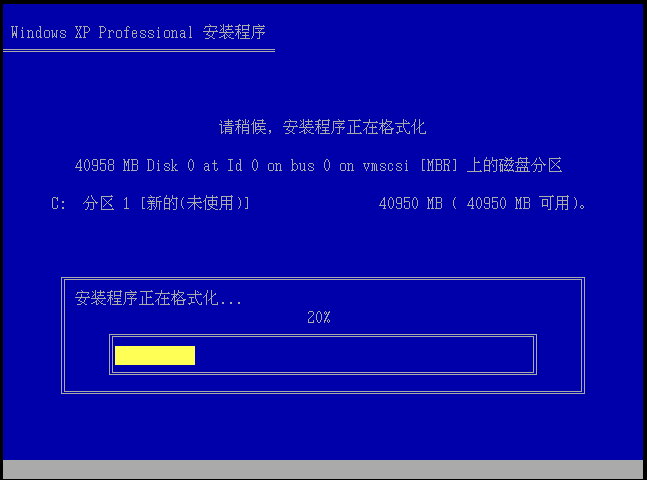 Windows XP Professional 安装程序
请稍候，安装程序正在格式化
40958 MB Disk 0 at Id 0 on bus 0 on vmscsi [MBR] 上的磁盘分区
C: 分区 1 [新的(未使用)] 40950 MB ( 40950 MB 可用)。
安装程序正在格式化...
20%